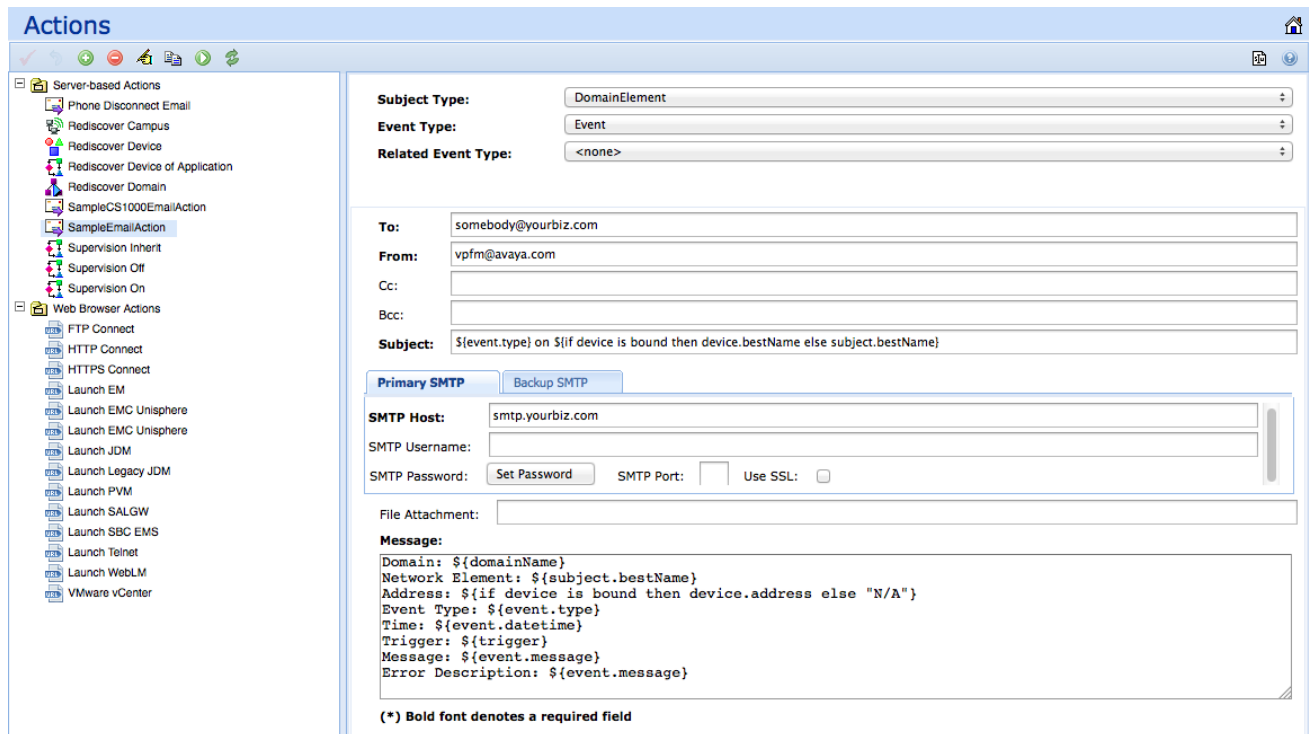 Actions
Server-based Actions
Phone Disconnect Email
Rediscover Campus
Rediscover Device
Rediscover Device of Application
Rediscover Domain
SampleCS1000EmailAction
SampleEmailAction
Supervision Inherit
Supervision Off
Supervision On
Web Browser Actions
FTP Connect
HTTP Connect
HTTPS Connect
Launch EM
Launch EMC Unisphere
Launch EMC Unisphere
Launch JDM
Launch Legacy JDM
Launch PVM
Launch SALGW
Launch SBC EMS
Launch Telnet
Launch WebLM
VMware vCenter
Subject Type: DomainElement
Event Type: Event
Related Event Type: <none>
To: somebody@yourbiz.com
From: vpfm@avaya.com
Cc:
Bcc:
Subject: ${event.type} on ${if device is bound then device.bestName else subject.bestName}
Primary SMTP Backup SMTP
SMTP Host: smtp.yourbiz.com
SMTP Username:
SMTP Password: Set Password SMTP Port: Use SSL:
File Attachment:
Message:
Domain: ${domainName}
Network Element: ${subject.bestName}
Address: ${if device is bound then device.address else "N/A"}
Event Type: ${event.type}
Time: ${event.datetime}
Trigger: ${trigger}
Message: ${event.message}
Error Description: ${event.message}
(*) Bold font denotes a required field